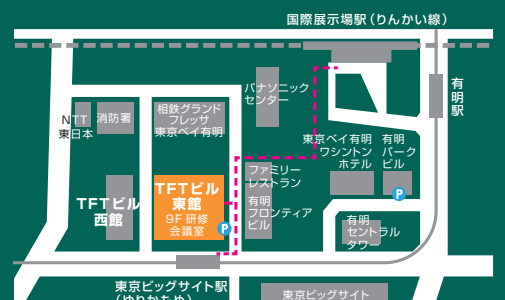 国際展示場駅(りんかい線)
有明駅
パナソニック
センター
相鉄グランド
フレッサ
東京ベイ有明
NTT
東日本
消防署
東京ベイ有明
ワシントン
ホテル
有明
パーク
ビル
P
ファミリー
レストラン
有明
フロンティア
ビル
TFTビル
西館
TFTビル
東館
9F 研修
会議室
P
有明
セントラル
タワー
東京ビッグサイト駅
(ゆりかもめ)
東京ビッグサイト